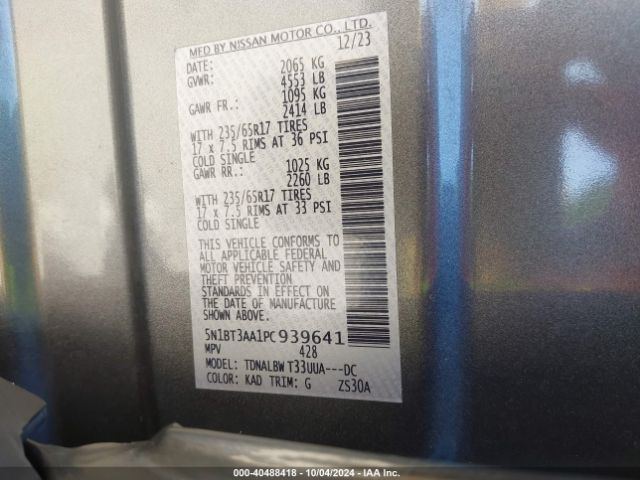 MFD BY NISSAN MOTOR CO., LTD.
DATE: 12/23
GVWR: 2065 KG
4553 LB
GAWR FR.: 1095 KG
2414 LB
WITH 235/65R17 TIRES
17 x 7.5 RIMS AT 36 PSI
COLD SINGLE
GAWR RR.: 1025 KG
2260 LB
WITH 235/65R17 TIRES
17 x 7.5 RIMS AT 33 PSI
COLD SINGLE
THIS VEHICLE CONFORMS TO
ALL APPLICABLE FEDERAL
MOTOR VEHICLE SAFETY AND
THEFT PREVENTION
STANDARDS IN EFFECT ON
THE DATE OF MANUFACTURE
SHOWN ABOVE.
5N1BT3AA1PC939641
MPV 428
MODEL: TDNALBW T33UUA---DC
COLOR: KAD TRIM: G ZS30A
000-40488418 - 10/04/2024 - IAA Inc.